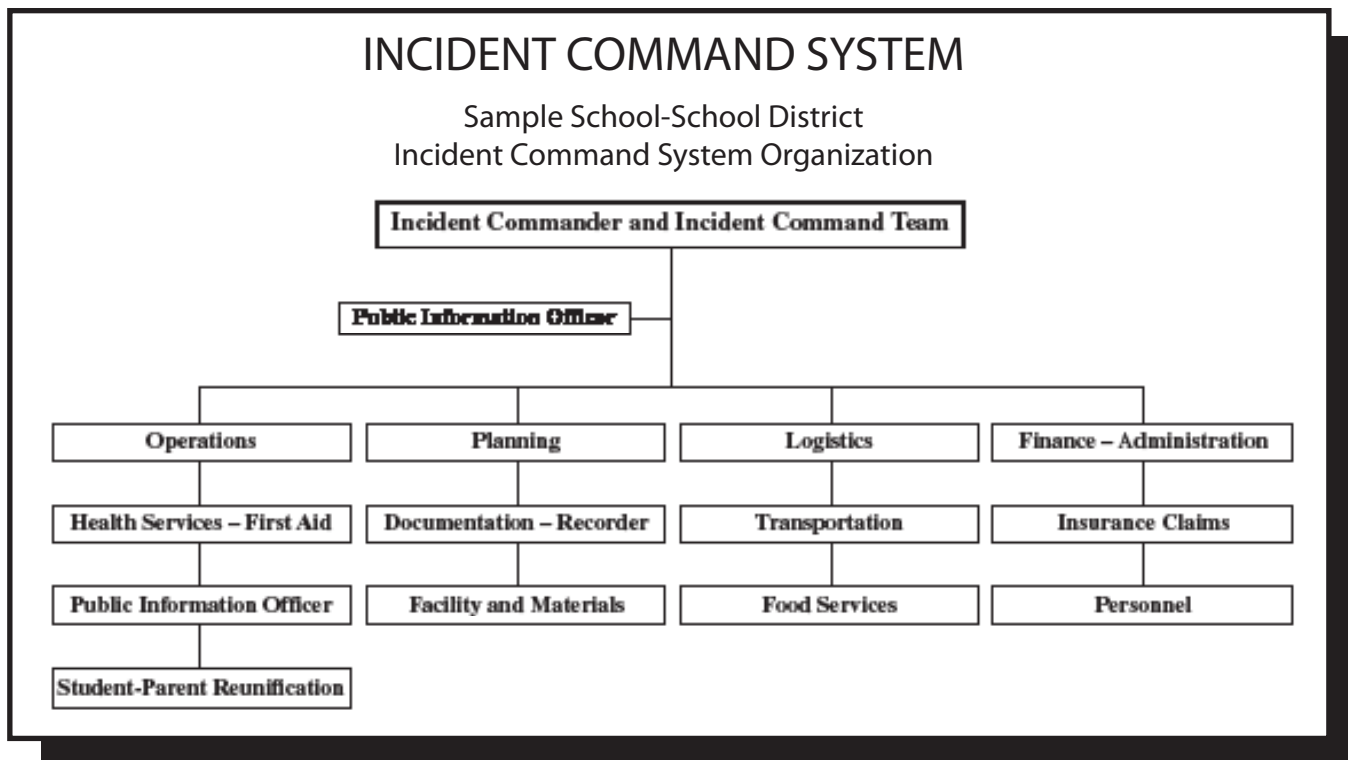 INCIDENT COMMAND SYSTEM
Sample School-School District
Incident Command System Organization
Incident Commander and Incident Command Team
Public Information Officer
Operations
Planning
Logistics
Finance – Administration
Health Services – First Aid
Documentation – Recorder
Transportation
Insurance Claims
Public Information Officer
Facility and Materials
Food Services
Personnel
Student-Parent Reunification